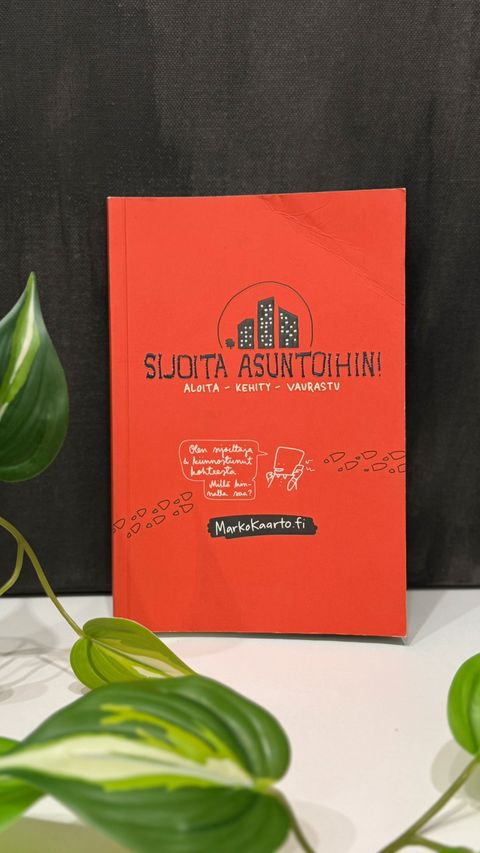 SIJOITA ASUNTOIHIN!
ALOITA - KEHITY - VAURASTU
Olen sijoittaja
& kiinnostunut
kohteesta.
Millä hin-
nalla saa?
MarkoKaarto.fi